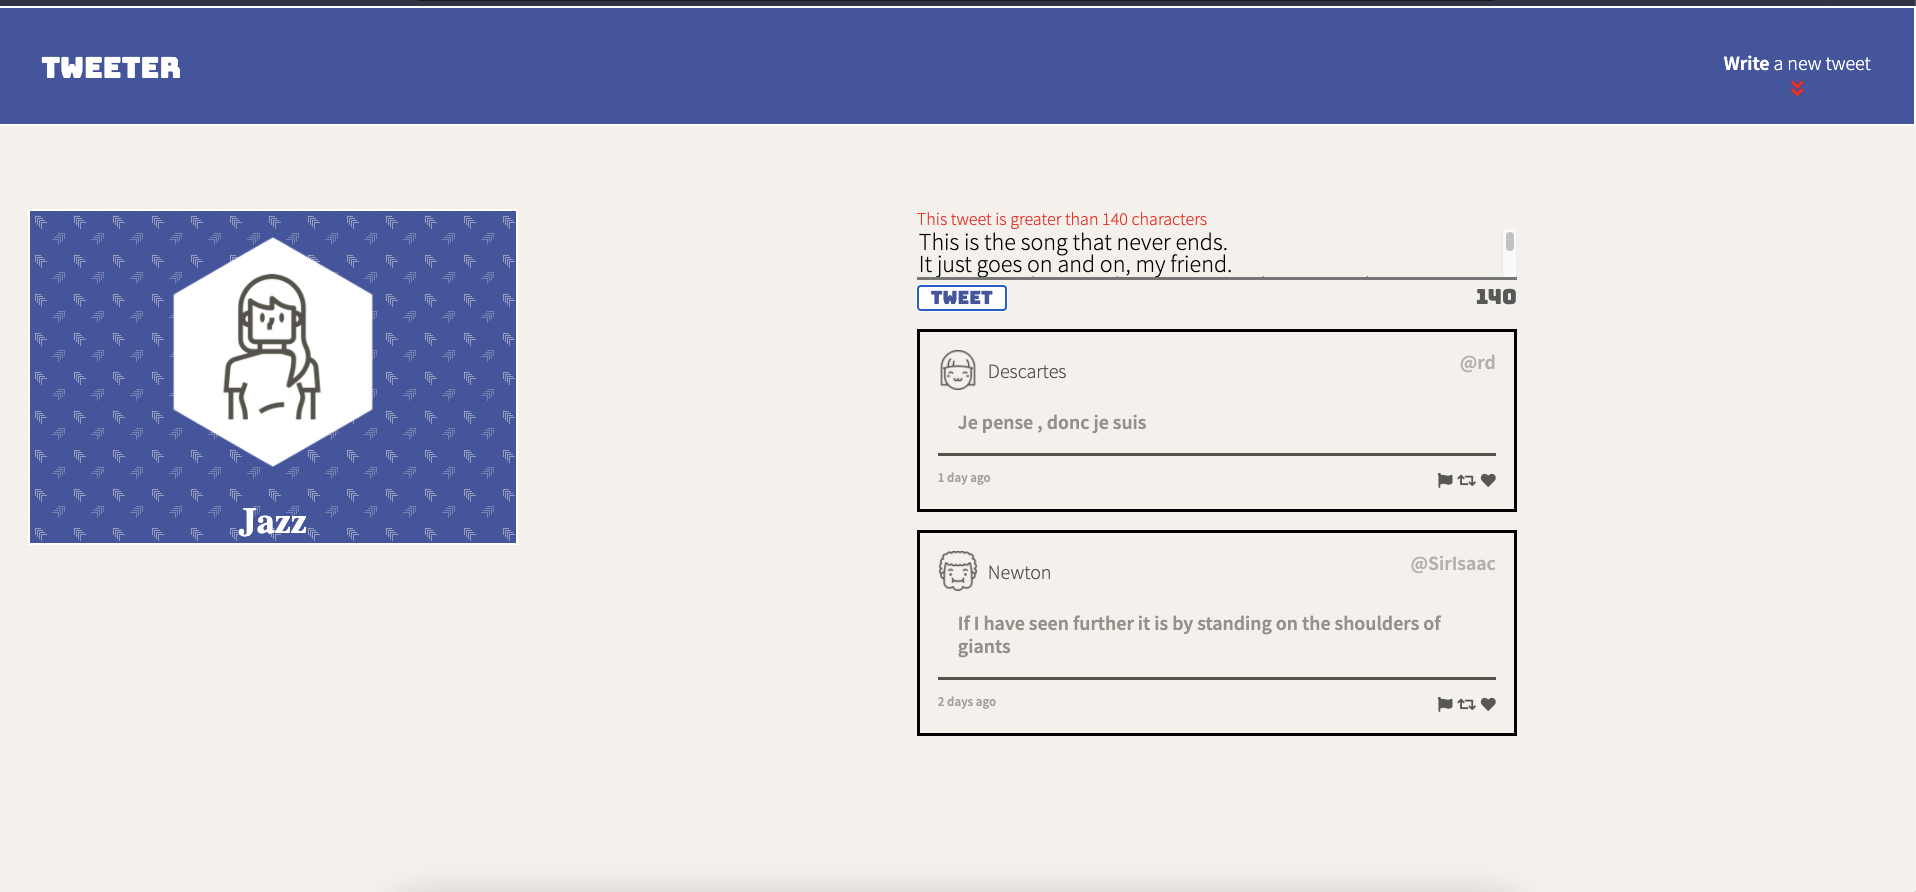 TWEETER
Write a new tweet
Jazz
This tweet is greater than 140 characters
This is the song that never ends.
It just goes on and on, my friend.
TWEET
140
Descartes
@rd
Je pense , donc je suis
1 day ago
Newton
@SirIsaac
If I have seen further it is by standing on the shoulders of
giants
2 days ago